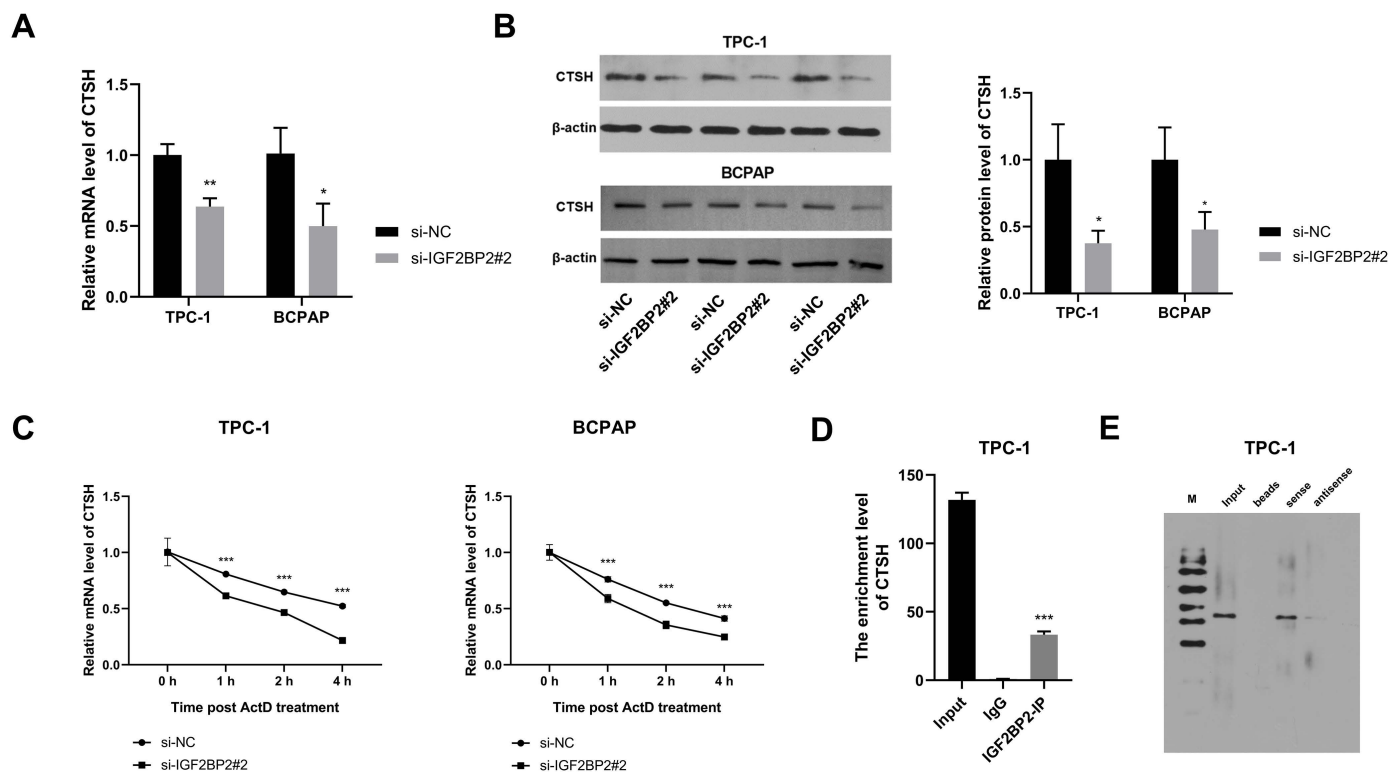 A
Relative mRNA level of CTSH
1.5
1.0
0.5
0.0
**
*
TPC-1
BCPAP
si-NC
si-IGF2BP2#2
B
TPC-1
CTSH
β-actin
BCPAP
CTSH
β-actin
si-NC
si-IGF2BP2#2
si-NC
si-IGF2BP2#2
si-NC
si-IGF2BP2#2
Relative protein level of CTSH
1.5
1.0
0.5
0.0
*
*
TPC-1
BCPAP
si-NC
si-IGF2BP2#2
C
TPC-1
Relative mRNA level of CTSH
1.5
1.0
0.5
0.0
***
***
***
0 h
1 h
2 h
4 h
Time post ActD treatment
si-NC
si-IGF2BP2#2
BCPAP
Relative mRNA level of CTSH
1.5
1.0
0.5
0.0
***
***
***
0 h
1 h
2 h
4 h
Time post ActD treatment
si-NC
si-IGF2BP2#2
D
TPC-1
The enrichment level
of CTSH
150
100
50
0
***
Input
IgG
IGF2BP2-IP
E
TPC-1
M
Input
beads
sense
antisense